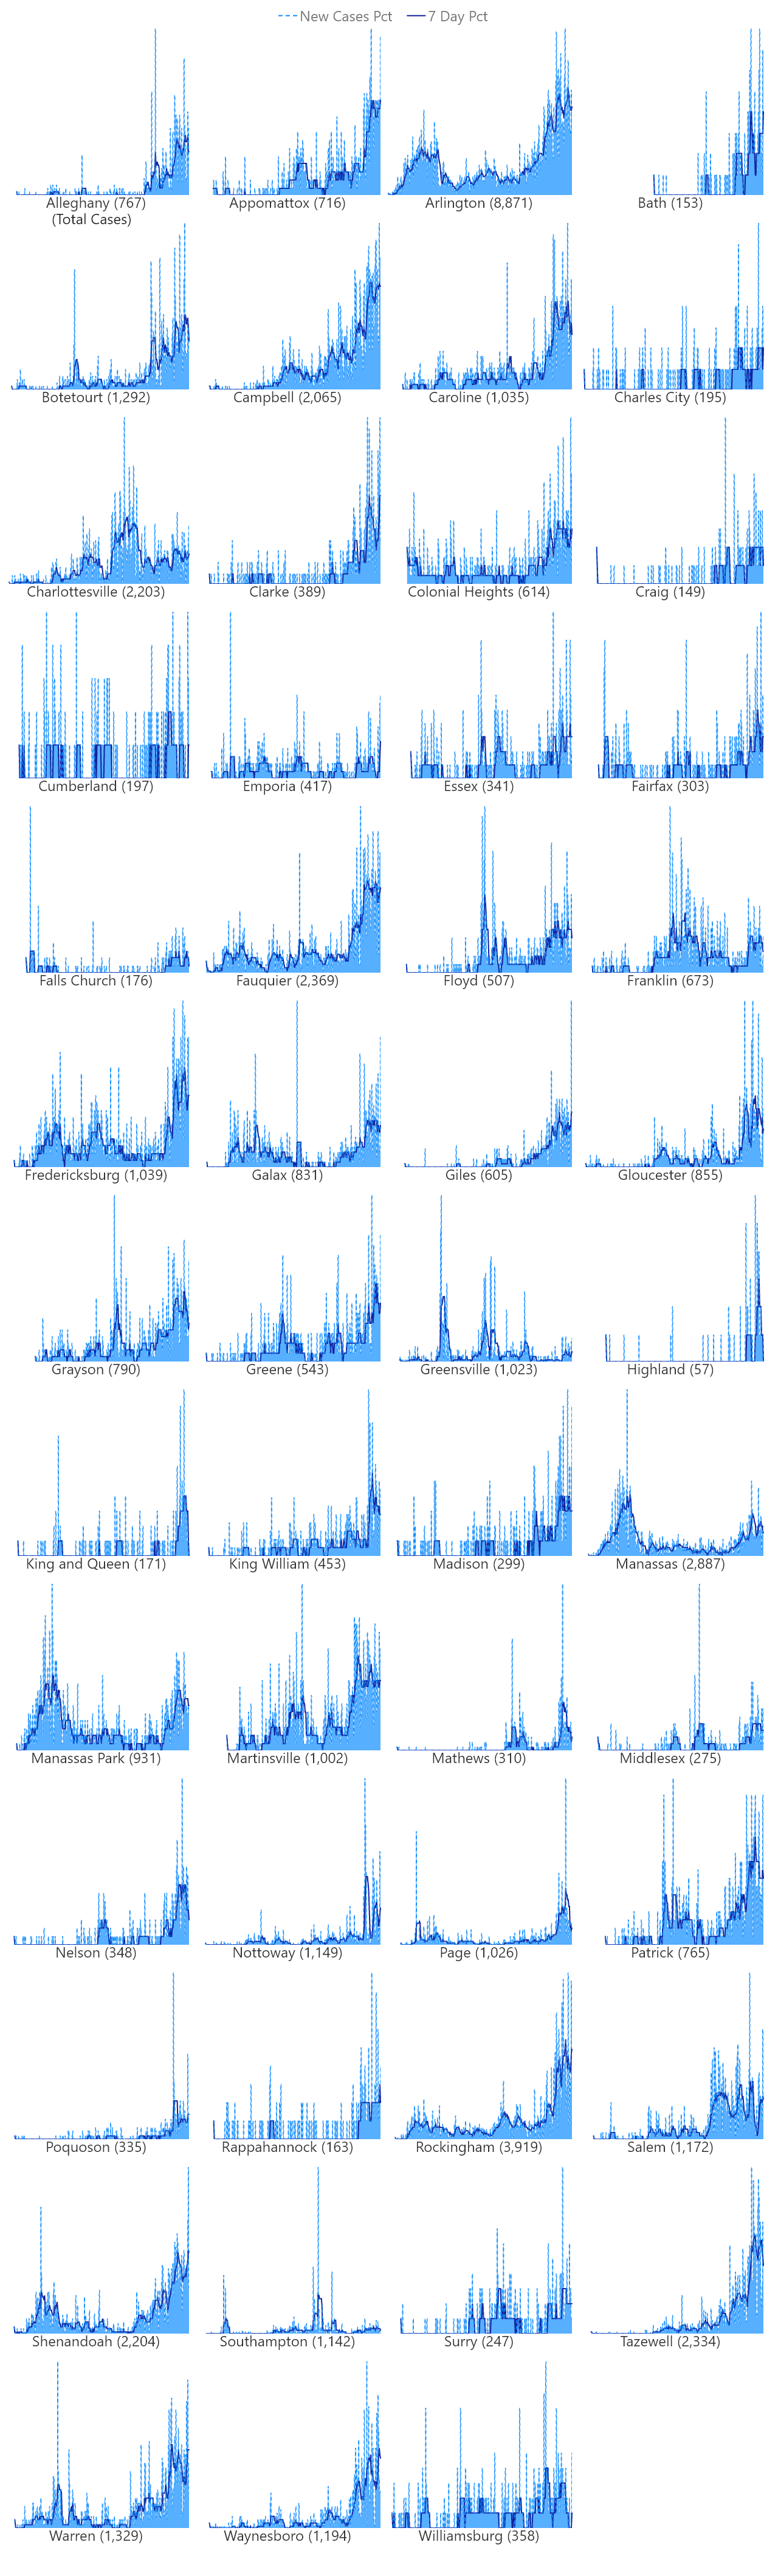 New Cases Pct 7 Day Pct
Alleghany (767) Appomattox (716) Arlington (8,871) Bath (153)
(Total Cases)
Botetourt (1,292) Campbell (2,065) Caroline (1,035) Charles City (195)
Charlottesville (2,203) Clarke (389) Colonial Heights (614) Craig (149)
Cumberland (197) Emporia (417) Essex (341) Fairfax (303)
Falls Church (176) Fauquier (2,369) Floyd (507) Franklin (673)
Fredericksburg (1,039) Galax (831) Giles (605) Gloucester (855)
Grayson (790) Greene (543) Greensville (1,023) Highland (57)
King and Queen (171) King William (453) Madison (299) Manassas (2,887)
Manassas Park (931) Martinsville (1,002) Mathews (310) Middlesex (275)
Nelson (348) Nottoway (1,149) Page (1,026) Patrick (765)
Poquoson (335) Rappahannock (163) Rockingham (3,919) Salem (1,172)
Shenandoah (2,204) Southampton (1,142) Surry (247) Tazewell (2,334)
Warren (1,329) Waynesboro (1,194) Williamsburg (358)